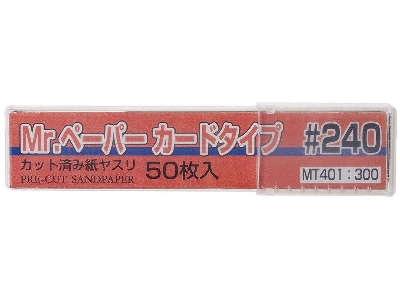 Mr.ペーパー カードタイプ #240
カット済み紙ヤスリ 50枚入
PRE-CUT SANDPAPER
MT401:300